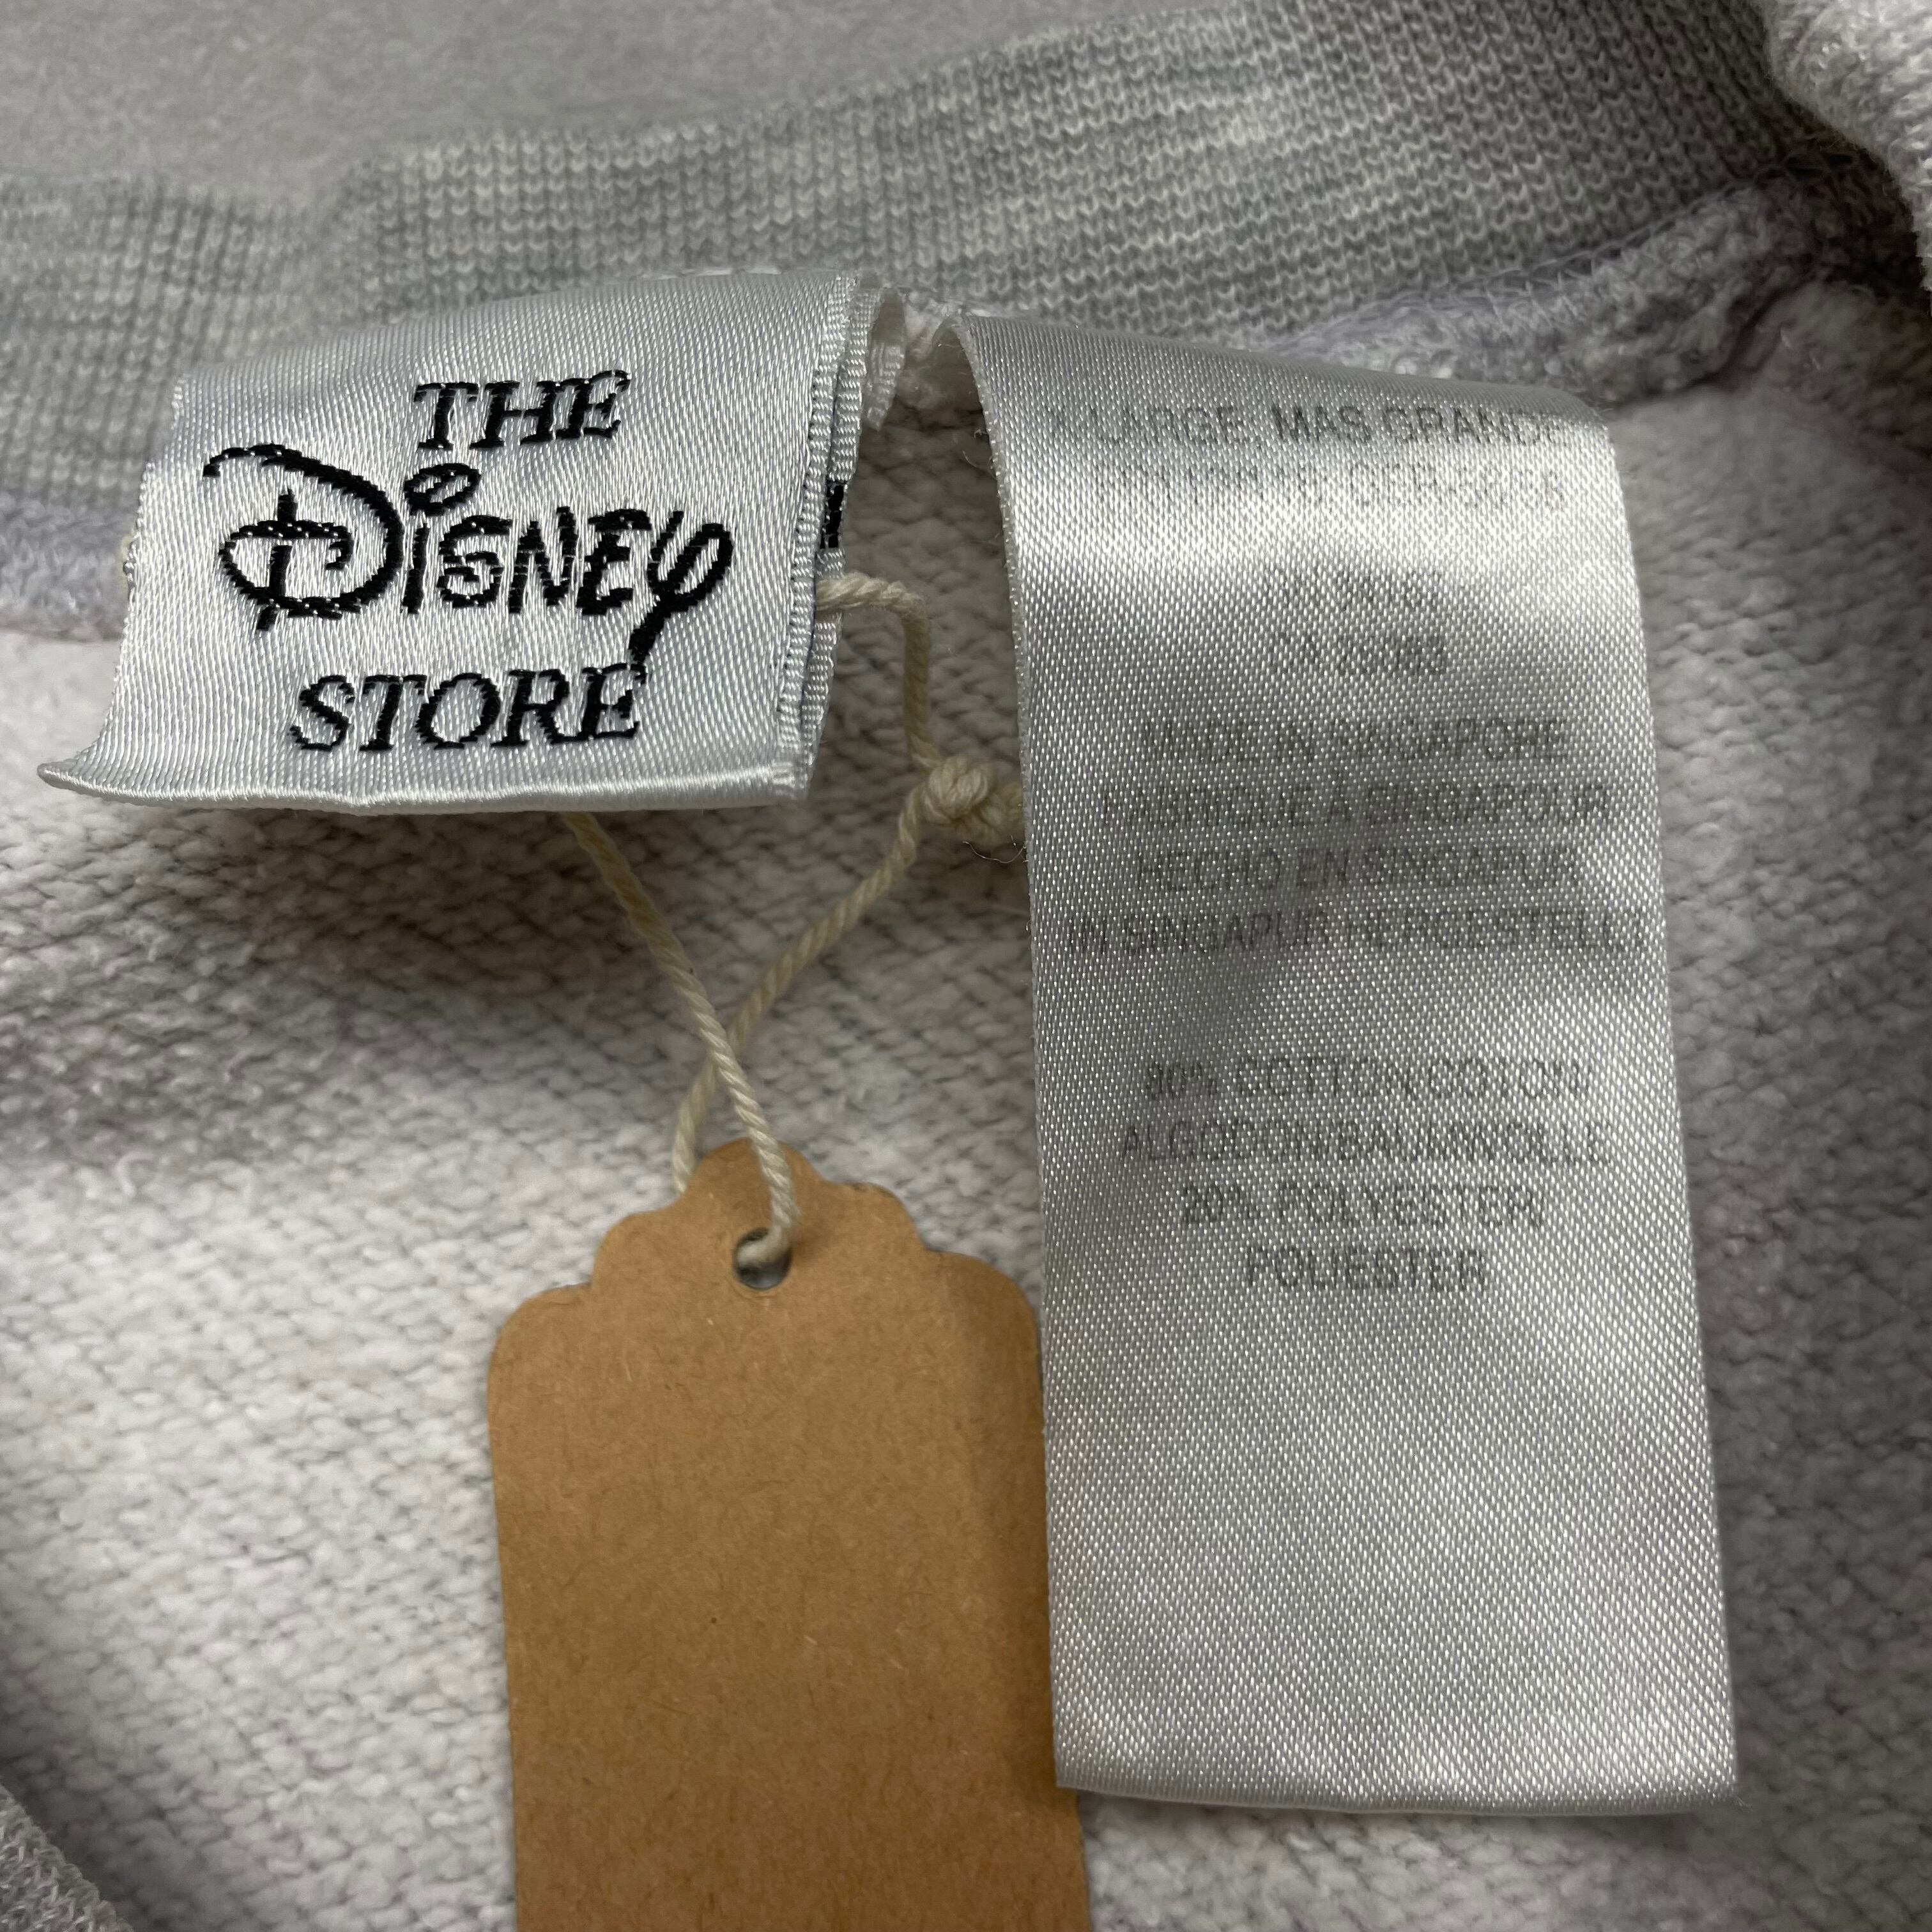 THE
Disney
STORE
X-LARGE, MAS GRANDE
MADE IN SINGAPORE
FABRIQUE A SINGAPOUR
HECHO EN SINGAPUR
IN SINGAPUR HERGESTELLT
80% COTTON COTON
ALGODON BAUMWOLLE
20% POLYESTER
POLIESTER